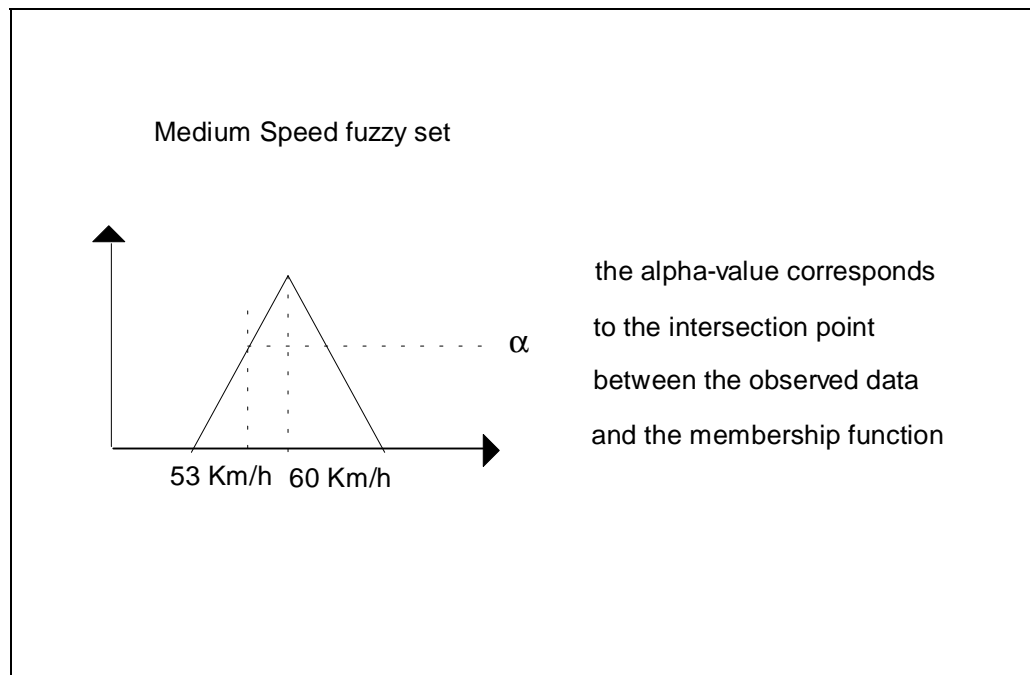 Medium Speed fuzzy set
the alpha-value corresponds
to the intersection point
α
between the observed data
and the membership function
53 Km/h 60 Km/h